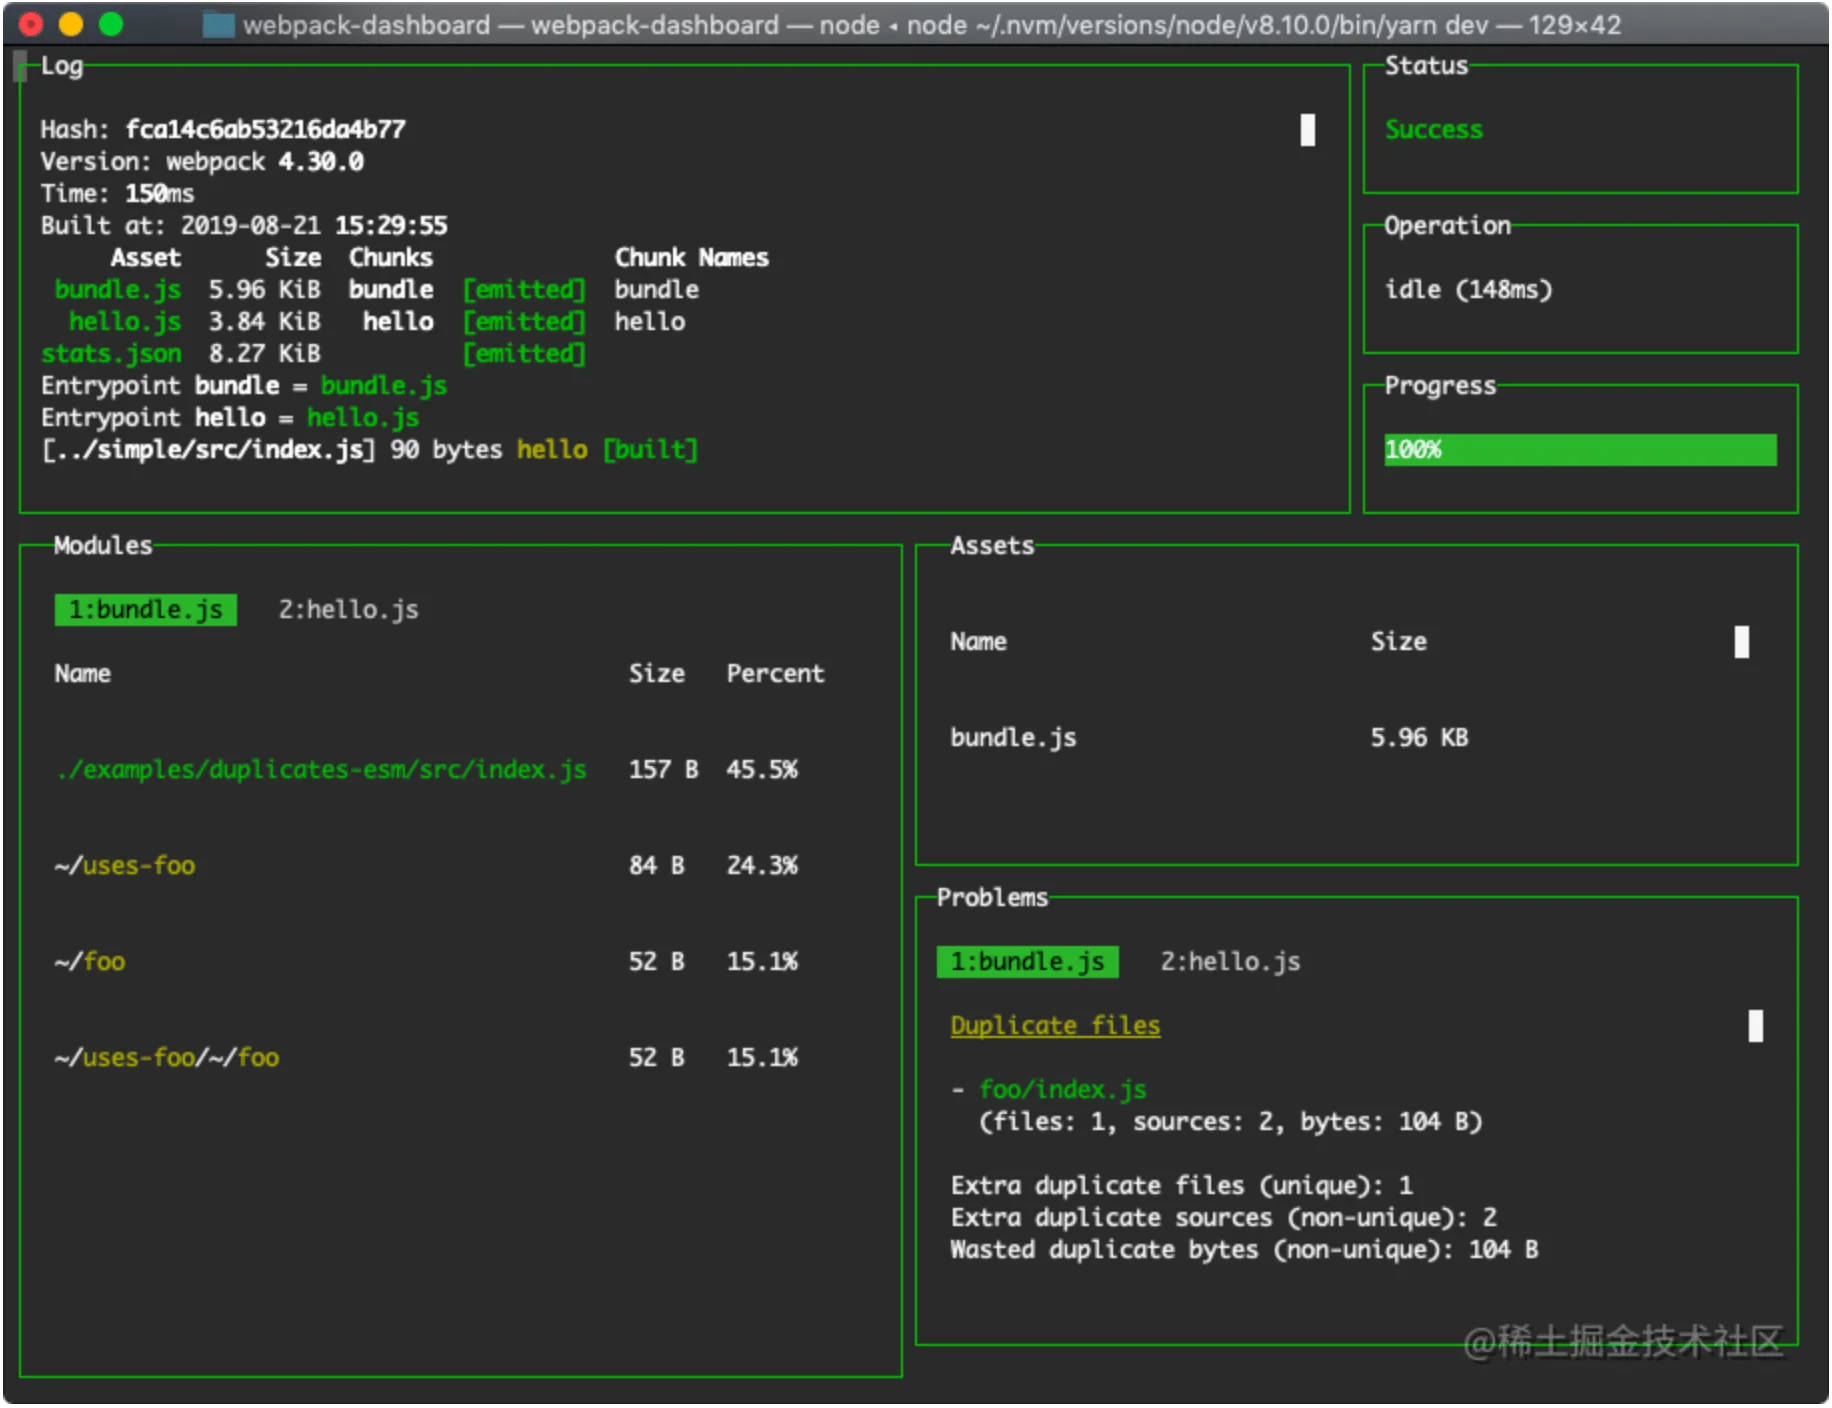 webpack-dashboard — webpack-dashboard — node ◂ node ~/.nvm/versions/node/v8.10.0/bin/yarn dev — 129×42
Log
Hash: fca14c6ab53216da4b77
Version: webpack 4.30.0
Time: 150ms
Built at: 2019-08-21 15:29:55
Asset Size Chunks Chunk Names
bundle.js 5.96 KiB bundle [emitted] bundle
hello.js 3.84 KiB hello [emitted] hello
stats.json 8.27 KiB [emitted]
Entrypoint bundle = bundle.js
Entrypoint hello = hello.js
[../simple/src/index.js] 90 bytes hello [built]
Status
Success
Operation
idle (148ms)
Progress
100%
Modules
1:bundle.js 2:hello.js
Name Size Percent
./examples/duplicates-esm/src/index.js 157 B 45.5%
~/uses-foo 84 B 24.3%
~/foo 52 B 15.1%
~/uses-foo/~/foo 52 B 15.1%
Assets
Name Size
bundle.js 5.96 KB
Problems
1:bundle.js 2:hello.js
Duplicate files
- foo/index.js
(files: 1, sources: 2, bytes: 104 B)
Extra duplicate files (unique): 1
Extra duplicate sources (non-unique): 2
Wasted duplicate bytes (non-unique): 104 B
@稀土掘金技术社区